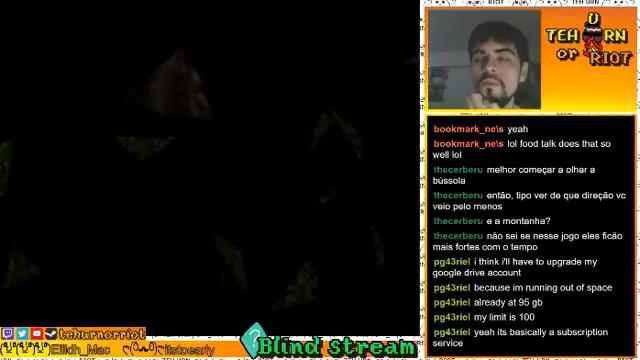 TEH URN
or RIOT
bookmark_ne\s yeah
bookmark_ne\s lol food talk does that so
well lol
thecerberu melhor começar a olhar a
bússola
thecerberu então, tipo ver de que direção vc
veio pelo menos
thecerberu e a montanha?
thecerberu não sei se nesse jogo eles ficão
mais fortes com o tempo
pg43riel i think i'll have to upgrade my
google drive account
pg43riel because im running out of space
pg43riel already at 95 gb
pg43riel my limit is 100
pg43riel yeah its basically a subscription
service
tehurnorriot
Eilidh_Mac
itstoearly
Blind Stream